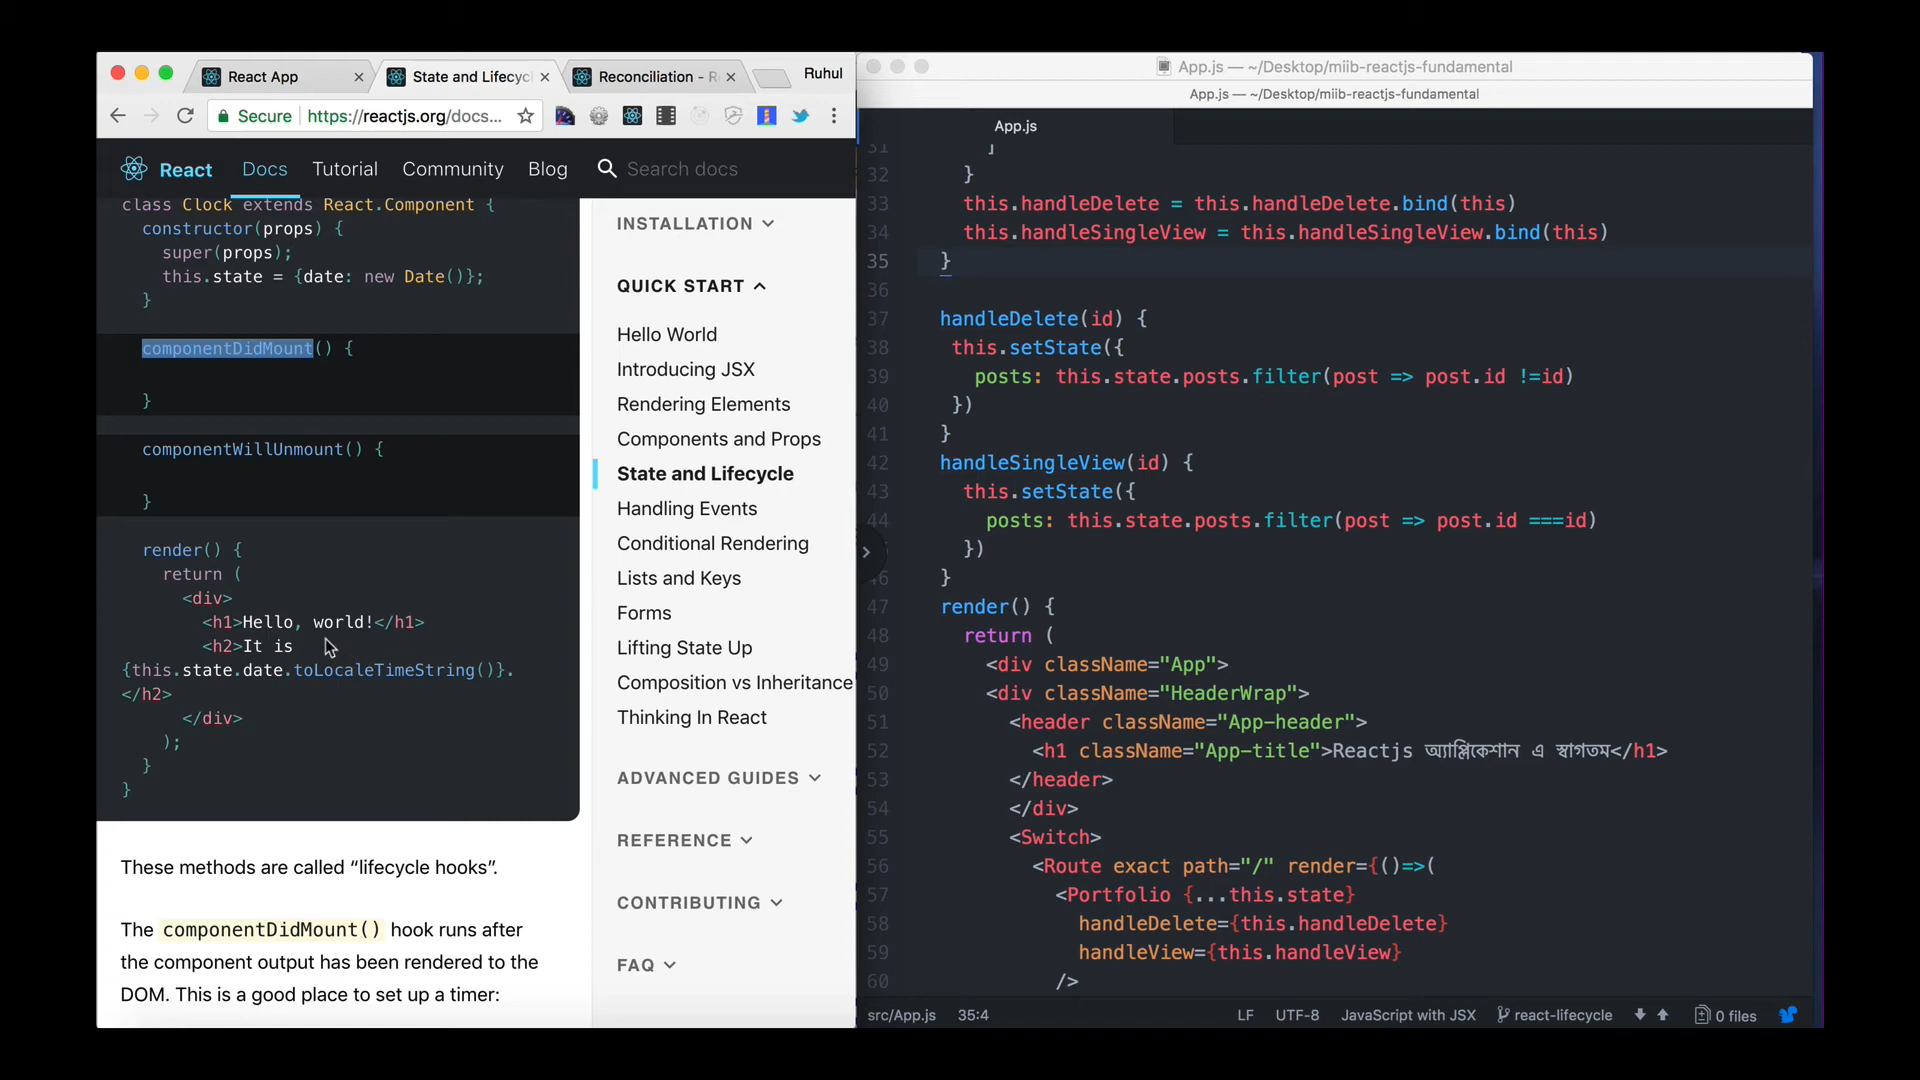 React App
State and Lifecyc
Reconciliation - R
Ruhul
Secure https://reactjs.org/docs...
React
Docs
Tutorial
Community
Blog
Search docs
class Clock extends React.Component {
constructor(props) {
super(props);
this.state = {date: new Date()};
}
componentDidMount() {
}
componentWillUnmount() {
}
render() {
return (
<div>
<h1>Hello, world!</h1>
<h2>It is
{this.state.date.toLocaleTimeString()}.
</h2>
</div>
);
}
}
These methods are called “lifecycle hooks”.
The componentDidMount() hook runs after
the component output has been rendered to the
DOM. This is a good place to set up a timer:
INSTALLATION
QUICK START
Hello World
Introducing JSX
Rendering Elements
Components and Props
State and Lifecycle
Handling Events
Conditional Rendering
Lists and Keys
Forms
Lifting State Up
Composition vs Inheritance
Thinking In React
ADVANCED GUIDES
REFERENCE
CONTRIBUTING
FAQ
App.js — ~/Desktop/miib-reactjs-fundamental
App.js — ~/Desktop/miib-reactjs-fundamental
App.js
31 ]
32 }
33 this.handleDelete = this.handleDelete.bind(this)
34 this.handleSingleView = this.handleSingleView.bind(this)
35 }
36
37 handleDelete(id) {
38 this.setState({
39 posts: this.state.posts.filter(post => post.id !=id)
40 })
41 }
42 handleSingleView(id) {
43 this.setState({
44 posts: this.state.posts.filter(post => post.id ===id)
})
46 }
47 render() {
48 return (
49 <div className="App">
50 <div className="HeaderWrap">
51 <header className="App-header">
52 <h1 className="App-title">Reactjs অ্যাপ্লিকেশান এ স্বাগতম</h1>
53 </header>
54 </div>
55 <Switch>
56 <Route exact path="/" render={()=>(
57 <Portfolio {...this.state}
58 handleDelete={this.handleDelete}
59 handleView={this.handleView}
60 />
src/App.js 35:4 LF UTF-8 JavaScript with JSX react-lifecycle 0 files